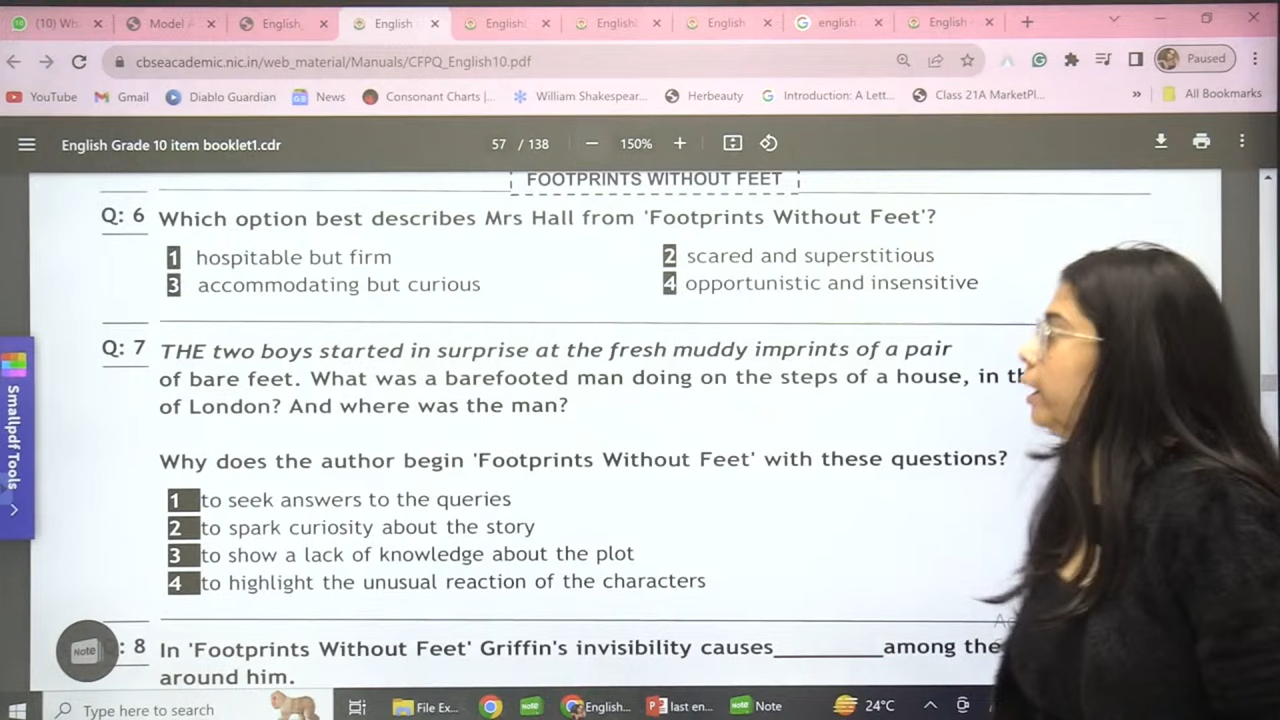 (10) Wh
Model
English
English
English
English
English
english
English
cbseacademic.nic.in/web_material/Manuals/CFPQ_English10.pdf
Paused
YouTube
Gmail
Diablo Guardian
News
Consonant Charts |...
William Shakespear...
Herbeauty
Introduction: A Lett...
Class 21A MarketPl...
»
All Bookmarks
English Grade 10 item booklet1.cdr
57 / 138
150%
FOOTPRINTS WITHOUT FEET
Q: 6 Which option best describes Mrs Hall from 'Footprints Without Feet'?
1 hospitable but firm
2 scared and superstitious
3 accommodating but curious
4 opportunistic and insensitive
Q: 7 THE two boys started in surprise at the fresh muddy imprints of a pair
of bare feet. What was a barefooted man doing on the steps of a house, in th
of London? And where was the man?
Why does the author begin 'Footprints Without Feet' with these questions?
1 to seek answers to the queries
2 to spark curiosity about the story
3 to show a lack of knowledge about the plot
4 to highlight the unusual reaction of the characters
: 8 In 'Footprints Without Feet' Griffin's invisibility causes________among the
around him.
Smallpdf Tools
Note
Type here to search
File Ex...
Note
English...
last en...
Note
Note
24°C